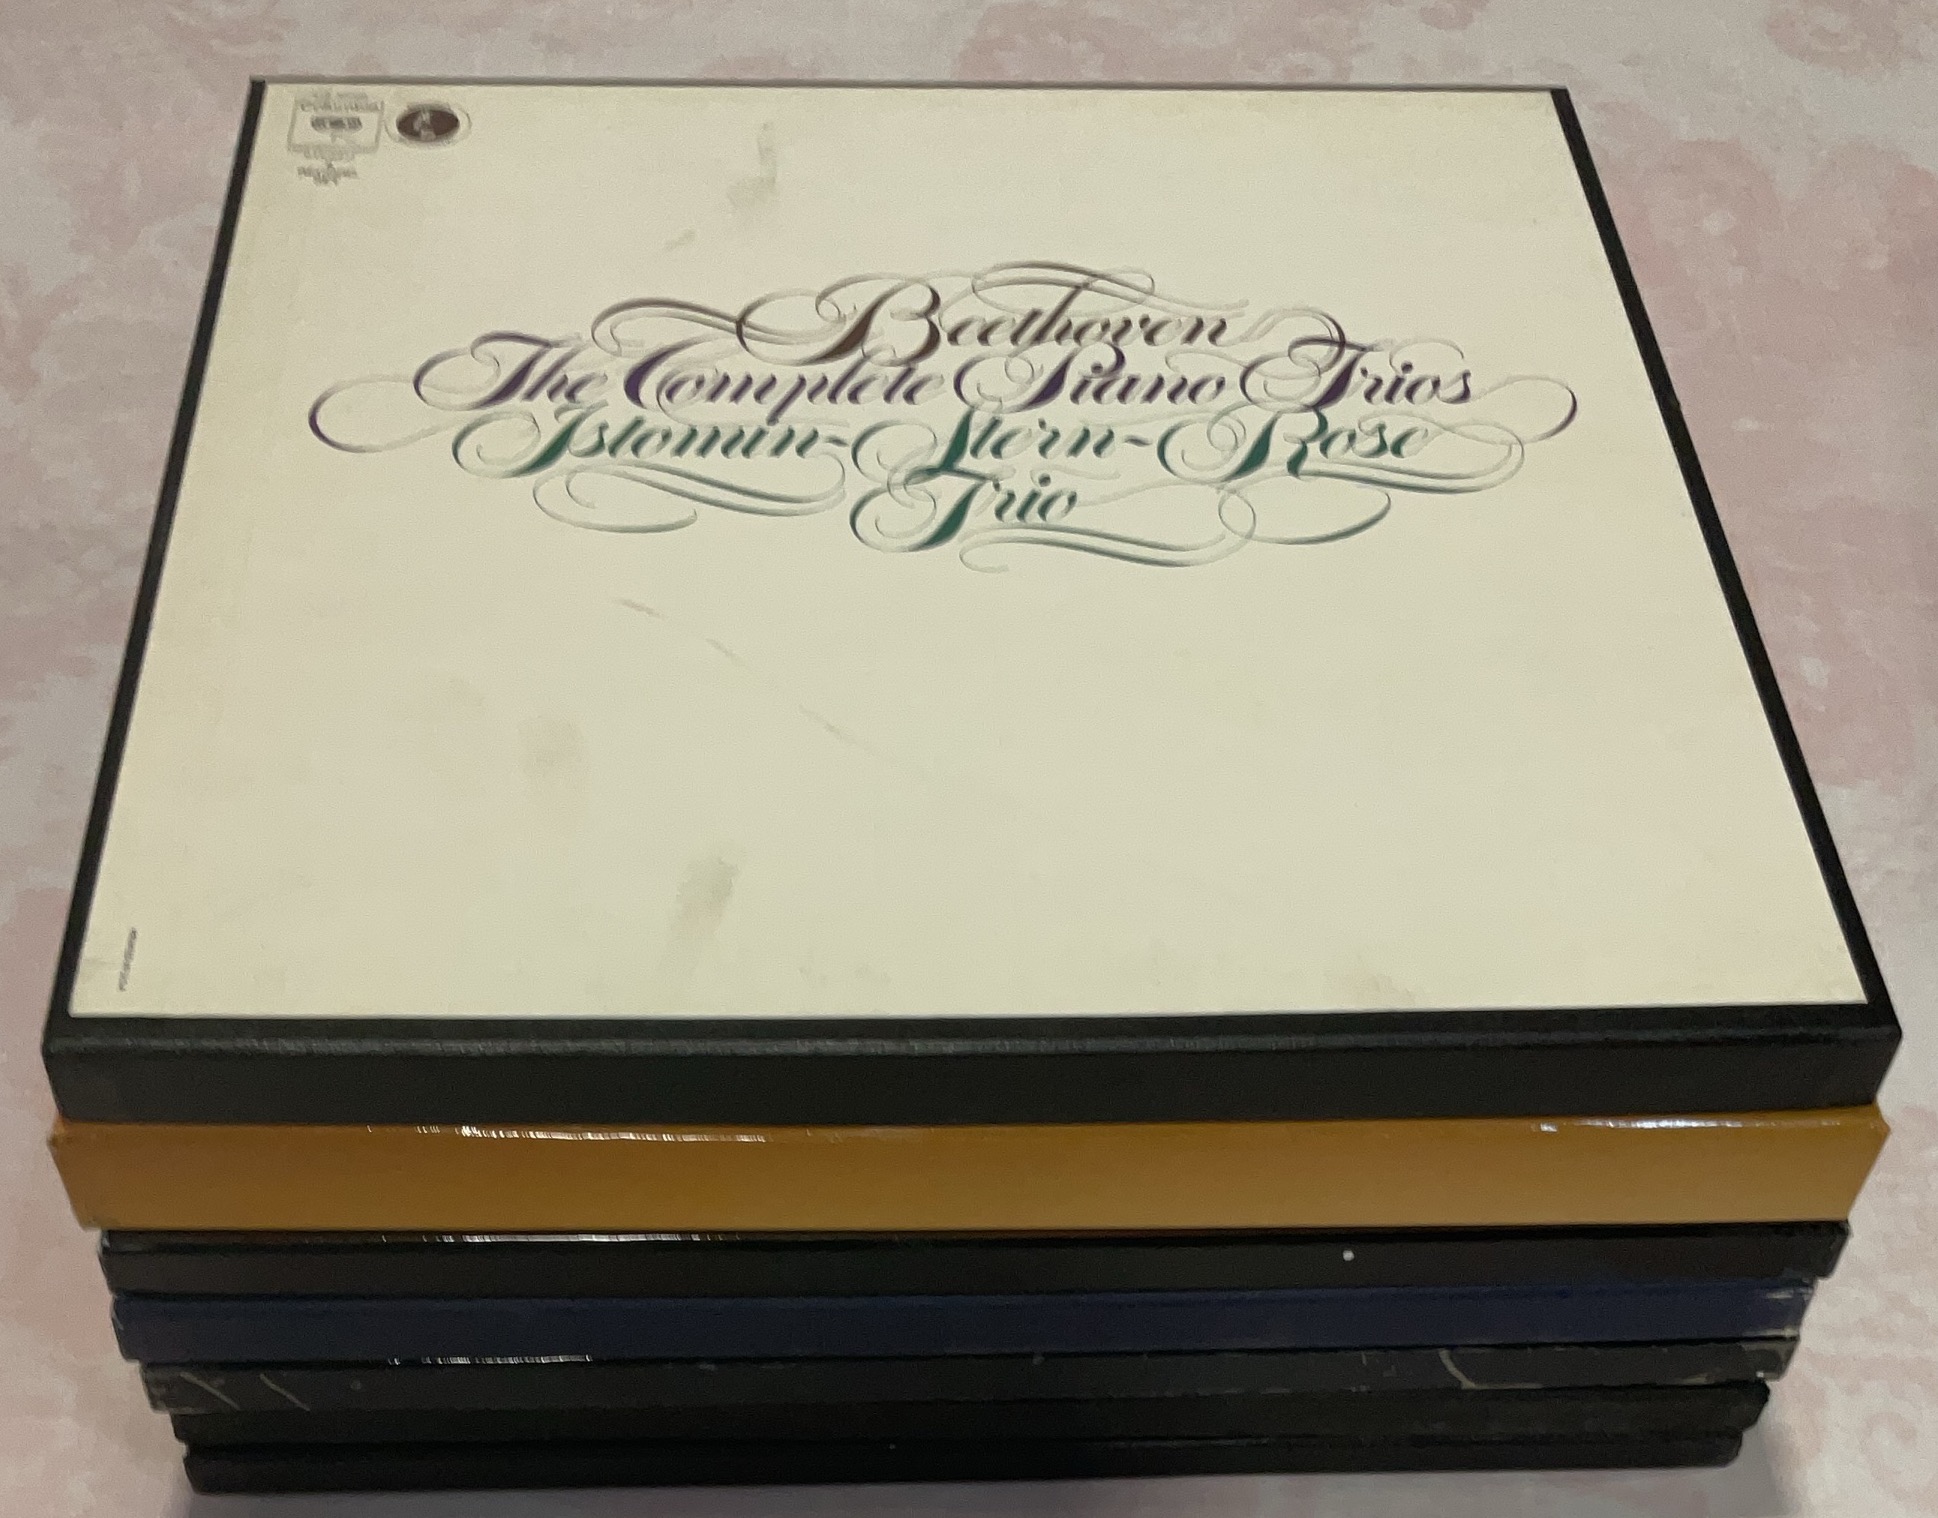 Beethoven
The Complete Piano Trios
Istomin-Stern-Rose
Trio